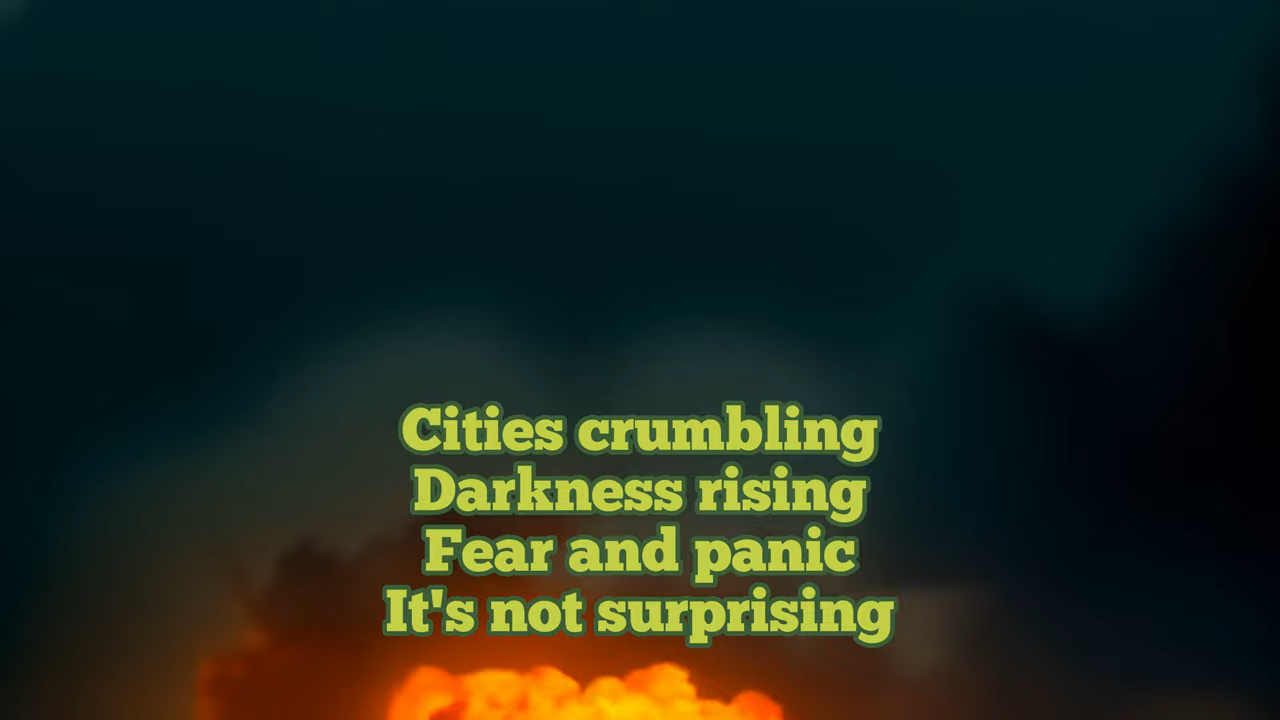 Cities crumbling
Darkness rising
Fear and panic
It's not surprising